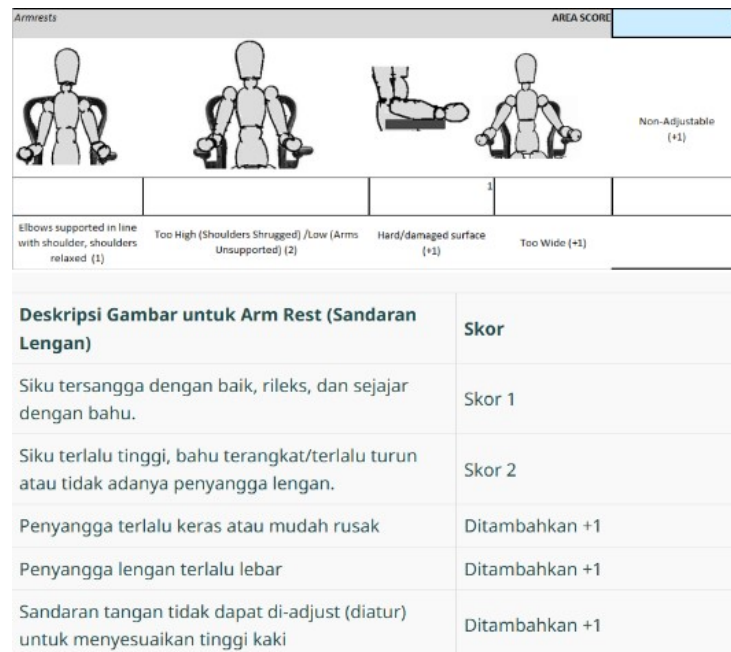 Armrests
AREA SCORE
Non-Adjustable
(+1)
1
Elbows supported in line
with shoulder, shoulders
relaxed (1)
Too High (Shoulders Shrugged) /Low (Arms
Unsupported) (2)
Hard/damaged surface
(+1)
Too Wide (+1)
Deskripsi Gambar untuk Arm Rest (Sandaran
Lengan)
Skor
Siku tersangga dengan baik, rileks, dan sejajar
dengan bahu.
Skor 1
Siku terlalu tinggi, bahu terangkat/terlalu turun
atau tidak adanya penyangga lengan.
Skor 2
Penyangga terlalu keras atau mudah rusak
Ditambahkan +1
Penyangga lengan terlalu lebar
Ditambahkan +1
Sandaran tangan tidak dapat di-adjust (diatur)
untuk menyesuaikan tinggi kaki
Ditambahkan +1